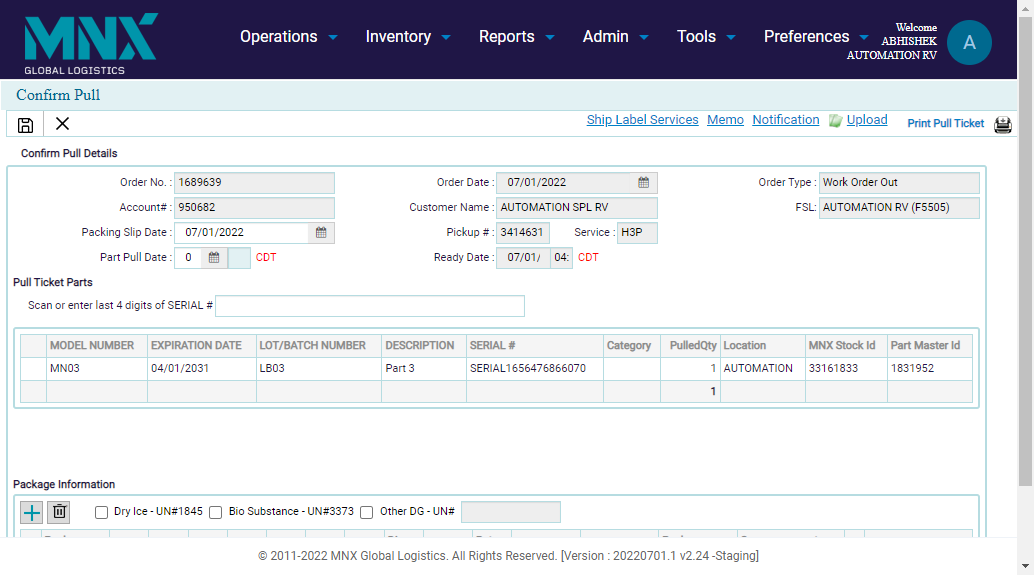 MNX
GLOBAL LOGISTICS
Operations Inventory Reports Admin Tools Preferences
Welcome
ABHISHEK
AUTOMATION RV
A
Confirm Pull
Ship Label Services Memo Notification Upload Print Pull Ticket
Confirm Pull Details
Order No. : 1689639 Order Date : 07/01/2022 Order Type : Work Order Out
Account# : 950682 Customer Name : AUTOMATION SPL RV FSL: AUTOMATION RV (F5505)
Packing Slip Date : 07/01/2022 Pickup # : 3414631 Service : H3P
Part Pull Date : 0 CDT Ready Date : 07/01/ 04: CDT
Pull Ticket Parts
Scan or enter last 4 digits of SERIAL #
MODEL NUMBER EXPIRATION DATE LOT/BATCH NUMBER DESCRIPTION SERIAL # Category PulledQty Location MNX Stock Id Part Master Id
MN03 04/01/2031 LB03 Part 3 SERIAL1656476866070 1 AUTOMATION 33161833 1831952
1
Package Information
Dry Ice - UN#1845 Bio Substance - UN#3373 Other DG - UN#
© 2011-2022 MNX Global Logistics. All Rights Reserved. [Version : 20220701.1 v2.24 -Staging]